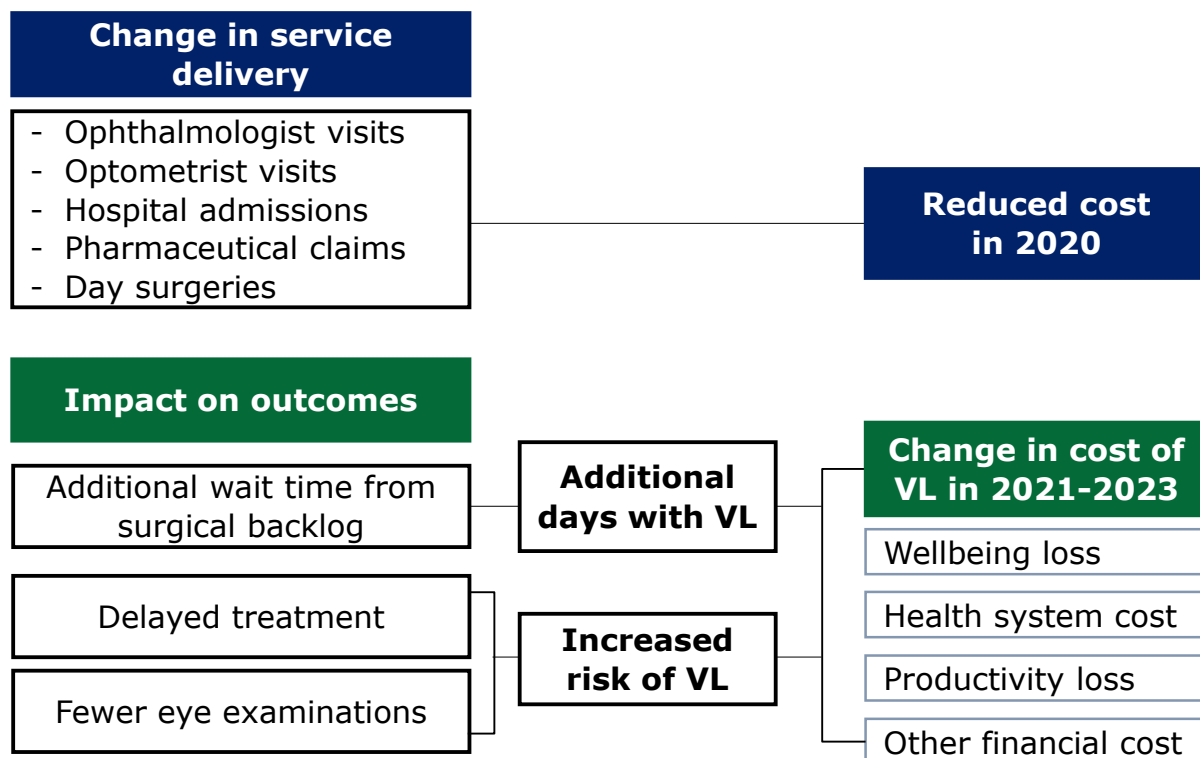 Change in service
delivery
- Ophthalmologist visits
- Optometrist visits
- Hospital admissions
- Pharmaceutical claims
- Day surgeries
Reduced cost
in 2020
Impact on outcomes
Additional wait time from
surgical backlog
Delayed treatment
Fewer eye examinations
Additional
days with VL
Increased
risk of VL
Change in cost of
VL in 2021-2023
Wellbeing loss
Health system cost
Productivity loss
Other financial cost